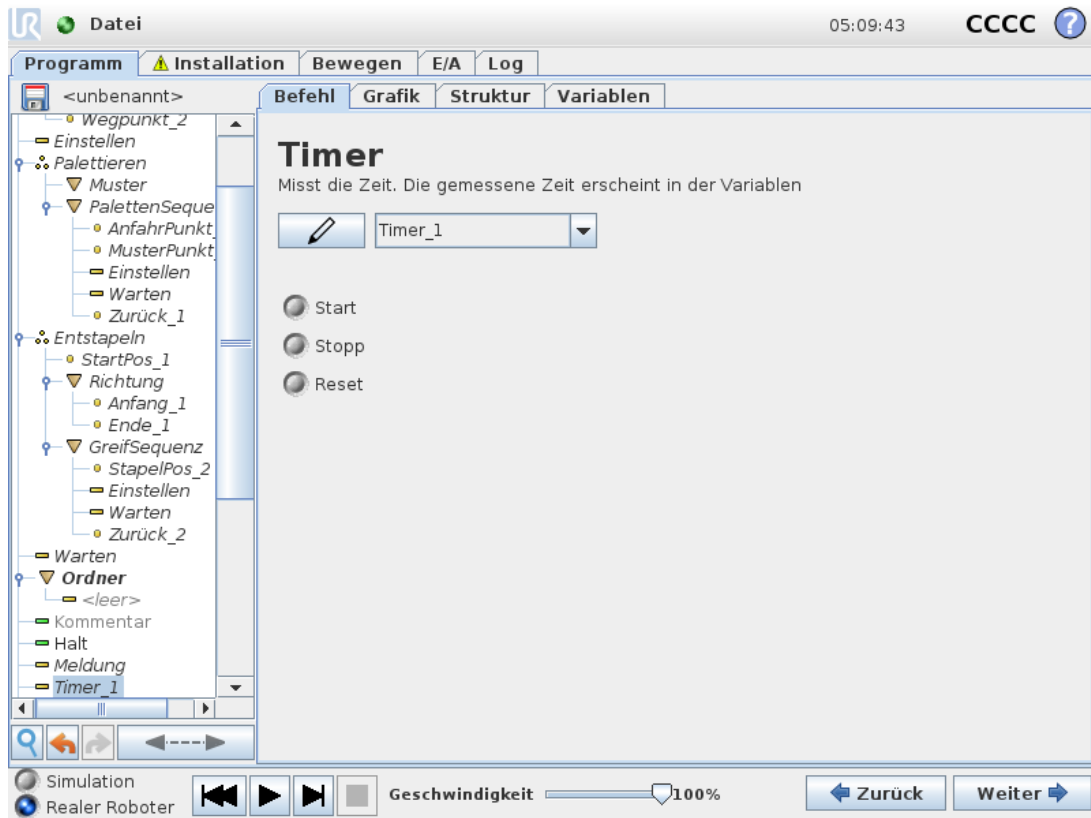 UR Datei 05:09:43 CCCC ?
Programm Installation Bewegen E/A Log
<unbenannt>
Befehl Grafik Struktur Variablen
Wegpunkt_2
Einstellen
Palettieren
Muster
PalettenSeque
AnfahrPunkt_
MusterPunkt_
Einstellen
Warten
Zurück_1
Entstapeln
StartPos_1
Richtung
Anfang_1
Ende_1
GreifSequenz
StapelPos_2
Einstellen
Warten
Zurück_2
Warten
Ordner
<leer>
Kommentar
Halt
Meldung
Timer_1
Timer
Misst die Zeit. Die gemessene Zeit erscheint in der Variablen
Timer_1
Start
Stopp
Reset
Simulation
Realer Roboter
Geschwindigkeit 100%
Zurück Weiter